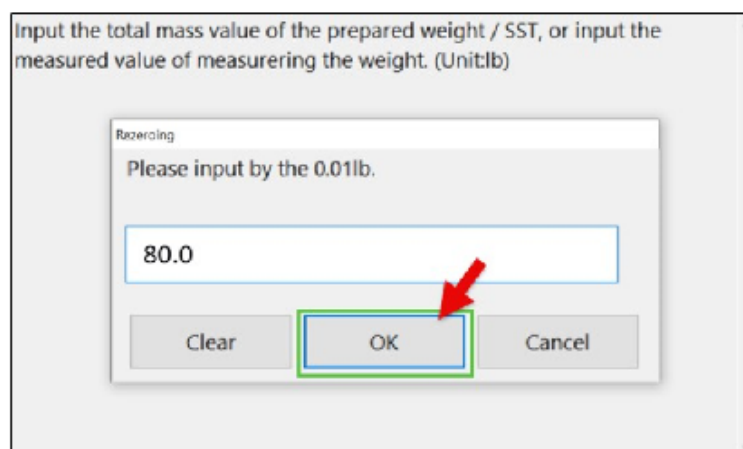 Input the total mass value of the prepared weight / SST, or input the
measured value of measurering the weight. (Unit:lb)
Rezeroing
Please input by the 0.01lb.
80.0
Clear
OK
Cancel